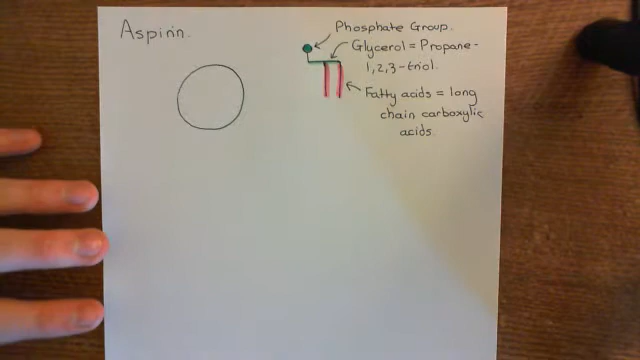 Aspirin.
Phosphate Group.
Glycerol = Propane-
1,2,3-triol.
Fatty acids = long
chain carboxylic
acids.